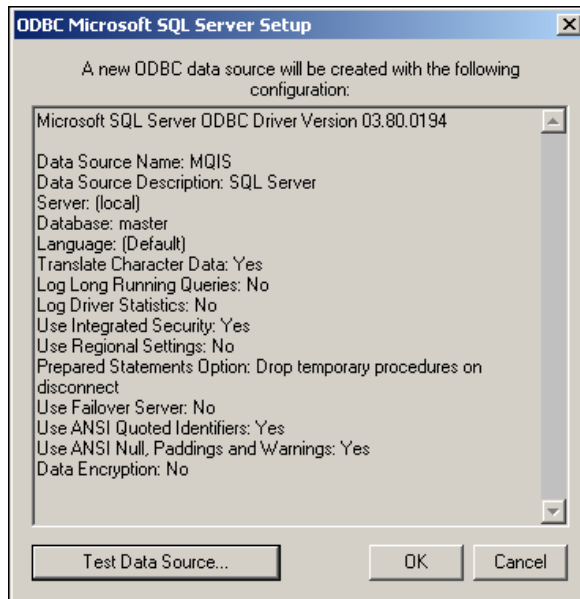 ODBC Microsoft SQL Server Setup
A new ODBC data source will be created with the following
configuration:
Microsoft SQL Server ODBC Driver Version 03.80.0194
Data Source Name: MQIS
Data Source Description: SQL Server
Server: (local)
Database: master
Language: (Default)
Translate Character Data: Yes
Log Long Running Queries: No
Log Driver Statistics: No
Use Integrated Security: Yes
Use Regional Settings: No
Prepared Statements Option: Drop temporary procedures on
disconnect
Use Failover Server: No
Use ANSI Quoted Identifiers: Yes
Use ANSI Null, Paddings and Warnings: Yes
Data Encryption: No
Test Data Source... OK Cancel